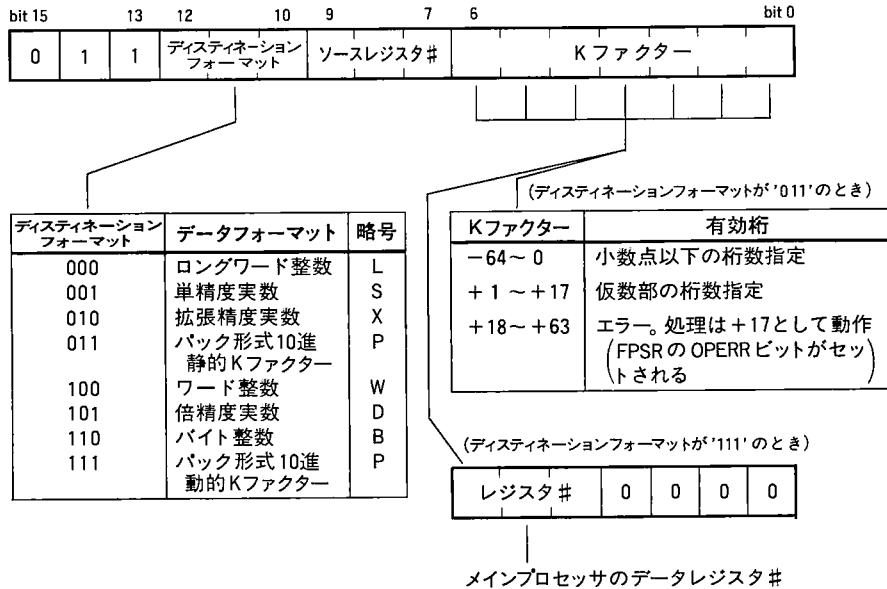 bit 15 13 12 10 9 7 6 bit 0
0 1 1 ディスティネーションフォーマット ソースレジスタ♯ Kファクター
(ディスティネーションフォーマットが'011'のとき)
ディスティネーションフォーマット データフォーマット 略号
000 ロングワード整数 L
001 単精度実数 S
010 拡張精度実数 X
011 パック形式10進 P
静的Kファクター
100 ワード整数 W
101 倍精度実数 D
110 バイト整数 B
111 パック形式10進 P
動的Kファクター
Kファクター 有効桁
−64〜0 小数点以下の桁数指定
+1〜+17 仮数部の桁数指定
+18〜+63 エラー。処理は+17として動作
(FPSRのOPERRビットがセッ
トされる)
(ディスティネーションフォーマットが'111'のとき)
レジスタ♯ 0 0 0 0
メインプロセッサのデータレジスタ♯